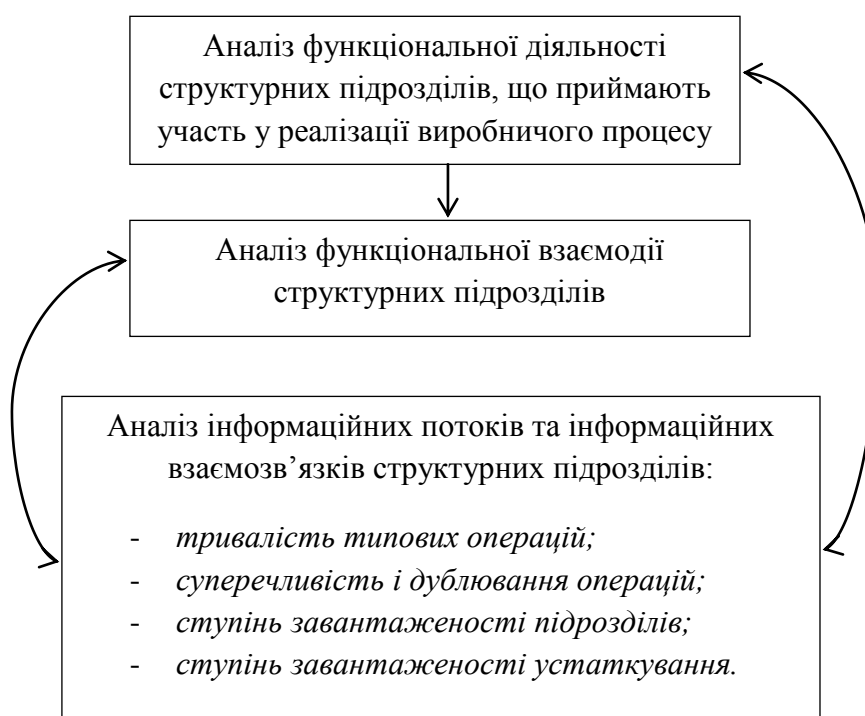 Аналіз функціональної діяльності
структурних підрозділів, що приймають
участь у реалізації виробничого процесу
Аналіз функціональної взаємодії
структурних підрозділів
Аналіз інформаційних потоків та інформаційних
взаємозв’язків структурних підрозділів:
- тривалість типових операцій;
- суперечливість і дублювання операцій;
- ступінь завантаженості підрозділів;
- ступінь завантаженості устаткування.